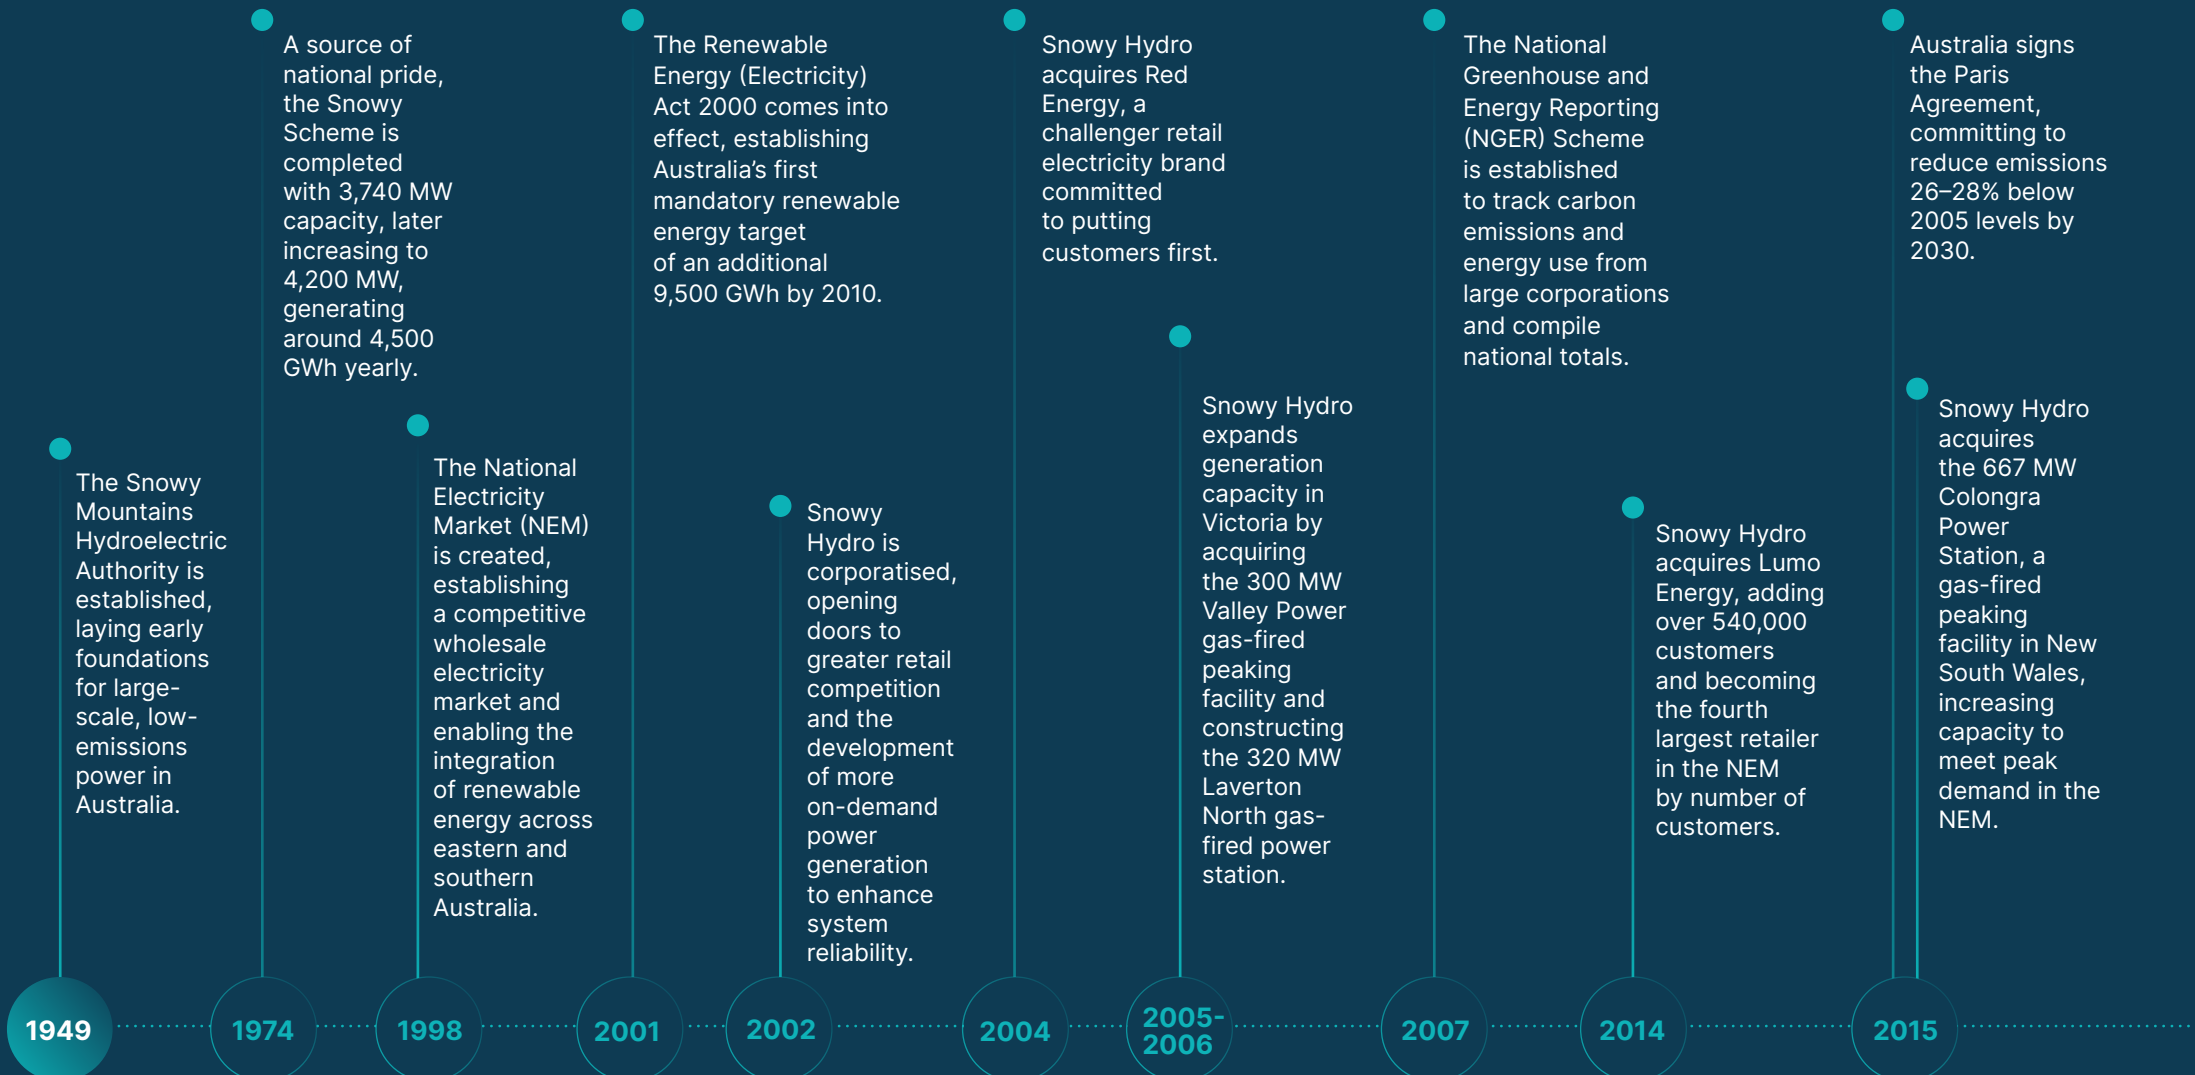 A source of
national pride,
the Snowy
Scheme is
completed
with 3,740 MW
capacity, later
increasing to
4,200 MW,
generating
around 4,500
GWh yearly.
The Renewable
Energy (Electricity)
Act 2000 comes into
effect, establishing
Australia’s first
mandatory renewable
energy target
of an additional
9,500 GWh by 2010.
Snowy Hydro
acquires Red
Energy, a
challenger retail
electricity brand
committed
to putting
customers first.
The National
Greenhouse and
Energy Reporting
(NGER) Scheme
is established
to track carbon
emissions and
energy use from
large corporations
and compile
national totals.
Australia signs
the Paris
Agreement,
committing to
reduce emissions
26–28% below
2005 levels by
2030.
The Snowy
Mountains
Hydroelectric
Authority is
established,
laying early
foundations
for large-
scale, low-
emissions
power in
Australia.
The National
Electricity
Market (NEM)
is created,
establishing
a competitive
wholesale
electricity
market and
enabling the
integration
of renewable
energy across
eastern and
southern
Australia.
Snowy
Hydro is
corporatised,
opening
doors to
greater retail
competition
and the
development
of more
on-demand
power
generation
to enhance
system
reliability.
Snowy Hydro
expands
generation
capacity in
Victoria by
acquiring
the 300 MW
Valley Power
gas-fired
peaking
facility and
constructing
the 320 MW
Laverton
North gas-
fired power
station.
Snowy Hydro
acquires Lumo
Energy, adding
over 540,000
customers
and becoming
the fourth
largest retailer
in the NEM
by number of
customers.
Snowy Hydro
acquires
the 667 MW
Colongra
Power
Station, a
gas-fired
peaking
facility in New
South Wales,
increasing
capacity to
meet peak
demand in the
NEM.
1949
1974
1998
2001
2002
2004
2005-
2006
2007
2014
2015